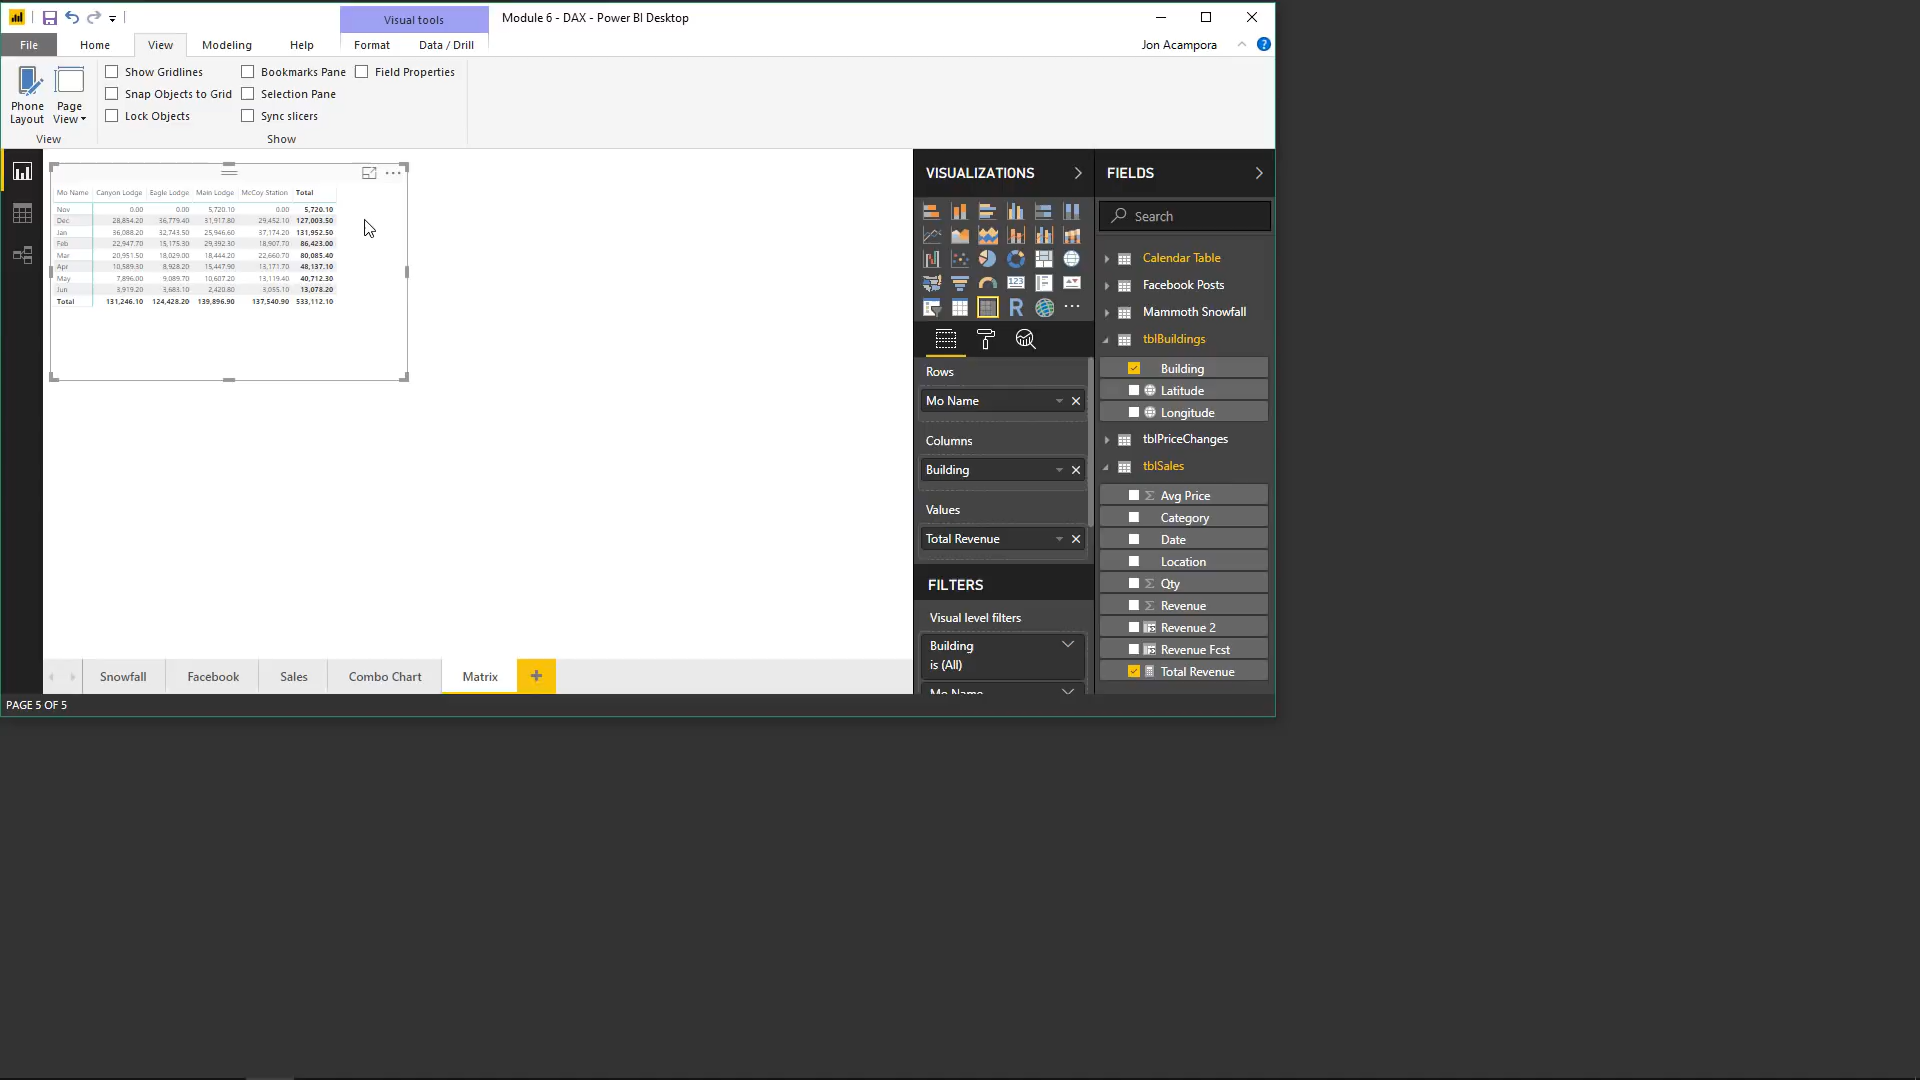 Visual tools
Module 6 - DAX - Power BI Desktop
File Home View Modeling Help Format Data / Drill Jon Acampora
Show Gridlines Bookmarks Pane Field Properties
Snap Objects to Grid Selection Pane
Lock Objects Sync slicers
Phone Layout Page View
View Show
Mo Name Canyon Lodge Eagle Lodge Main Lodge McCoy Station Total
Nov 0.00 0.00 5,720.10 0.00 5,720.10
Dec 28,854.20 36,779.40 31,917.80 29,452.10 127,003.50
Jan 36,088.20 32,743.50 25,946.60 37,174.20 131,952.50
Feb 22,947.70 15,175.30 29,392.30 18,907.70 86,423.00
Mar 20,951.50 18,029.00 18,444.20 22,660.70 80,085.40
Apr 10,589.30 8,928.20 15,447.90 13,171.70 48,137.10
May 7,896.00 9,089.70 10,607.20 13,119.40 40,712.30
Jun 3,919.20 3,683.10 2,420.80 3,055.10 13,078.20
Total 131,246.10 124,428.20 139,896.90 137,540.90 533,112.10
VISUALIZATIONS
123
R
Rows
Mo Name
Columns
Building
Values
Total Revenue
FILTERS
Visual level filters
Building
is (All)
Mo Name
FIELDS
Search
Calendar Table
Facebook Posts
Mammoth Snowfall
tblBuildings
Building
Latitude
Longitude
tblPriceChanges
tblSales
Avg Price
Category
Date
Location
Qty
Revenue
Revenue 2
Revenue Fcst
Total Revenue
Snowfall Facebook Sales Combo Chart Matrix
PAGE 5 OF 5